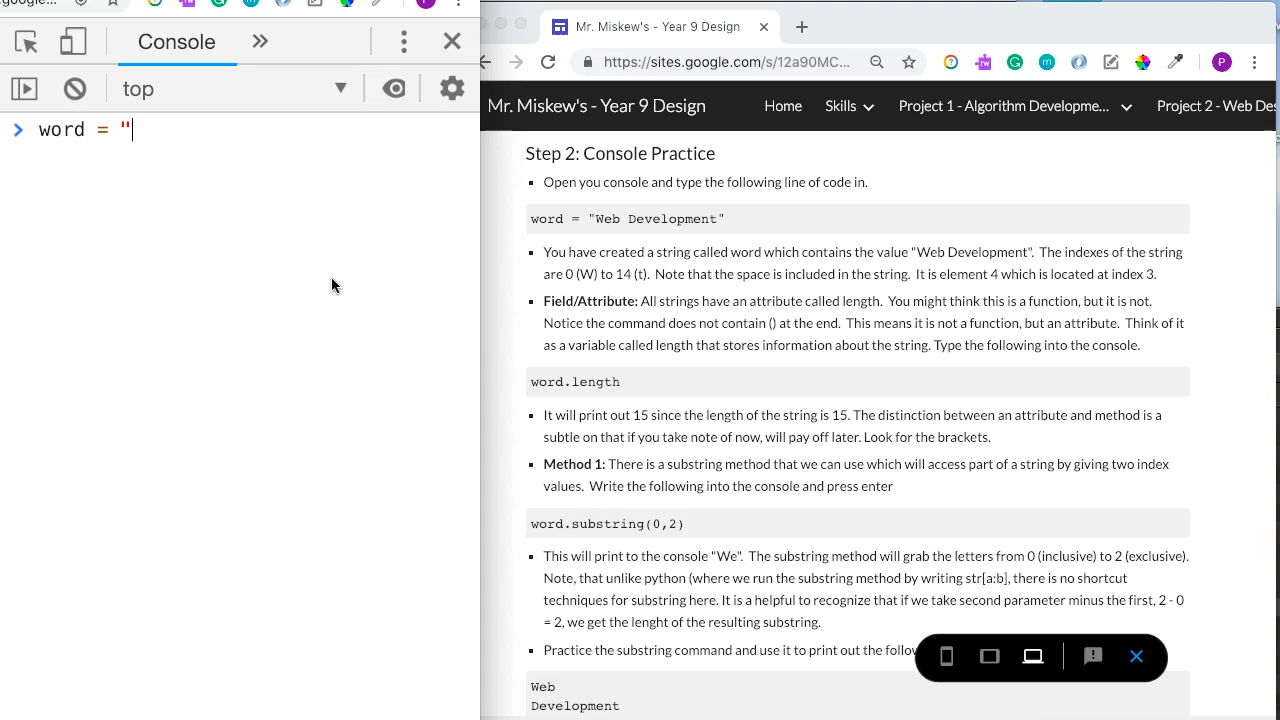 Console
top
word = "
Mr. Miskew's - Year 9 Design
https://sites.google.com/s/12a90MC...
P
Mr. Miskew's - Year 9 Design
Home
Skills
Project 1 - Algorithm Developme...
Project 2 - Web Des
Step 2: Console Practice
Open you console and type the following line of code in.
word = "Web Development"
You have created a string called word which contains the value "Web Development". The indexes of the string
are 0 (W) to 14 (t). Note that the space is included in the string. It is element 4 which is located at index 3.
Field/Attribute: All strings have an attribute called length. You might think this is a function, but it is not.
Notice the command does not contain () at the end. This means it is not a function, but an attribute. Think of it
as a variable called length that stores information about the string. Type the following into the console.
word.length
It will print out 15 since the length of the string is 15. The distinction between an attribute and method is a
subtle on that if you take note of now, will pay off later. Look for the brackets.
Method 1: There is a substring method that we can use which will access part of a string by giving two index
values. Write the following into the console and press enter
word.substring(0,2)
This will print to the console "We". The substring method will grab the letters from 0 (inclusive) to 2 (exclusive).
Note, that unlike python (where we run the substring method by writing str[a:b], there is no shortcut
techniques for substring here. It is a helpful to recognize that if we take second parameter minus the first, 2 - 0
= 2, we get the lenght of the resulting substring.
Practice the substring command and use it to print out the follow
Web
Development